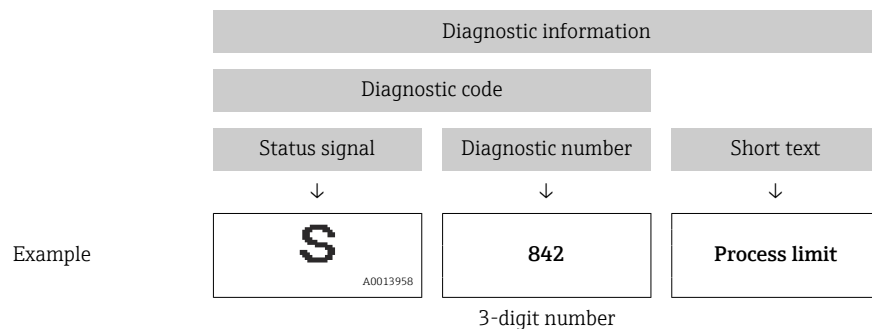 Diagnostic information
Diagnostic code
Status signal Diagnostic number Short text
↓ ↓ ↓
Example S 842 Process limit
A0013958
3-digit number